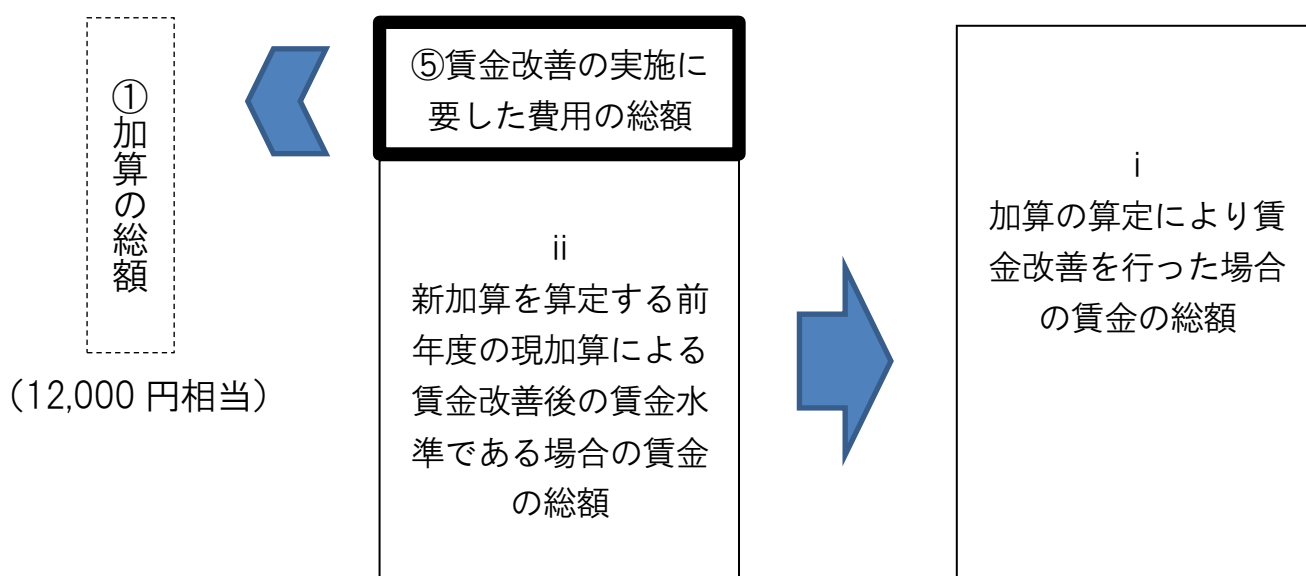 ①加算の総額
(12,000 円相当)
⑤賃金改善の実施に
要した費用の総額
ⅱ
新加算を算定する前
年度の現加算による
賃金改善後の賃金水
準である場合の賃金
の総額
ⅰ
加算の算定により賃
金改善を行った場合
の賃金の総額